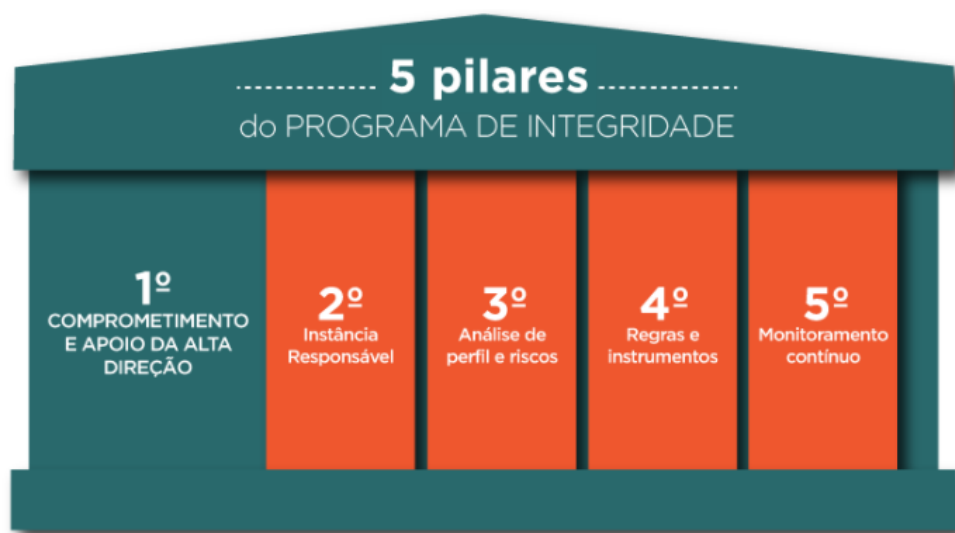 5 pilares
do PROGRAMA DE INTEGRIDADE
1º
COMPROMETIMENTO
E APOIO DA ALTA
DIREÇÃO
2º
Instância
Responsável
3º
Análise de
perfil e riscos
4º
Regras e
instrumentos
5º
Monitoramento
contínuo